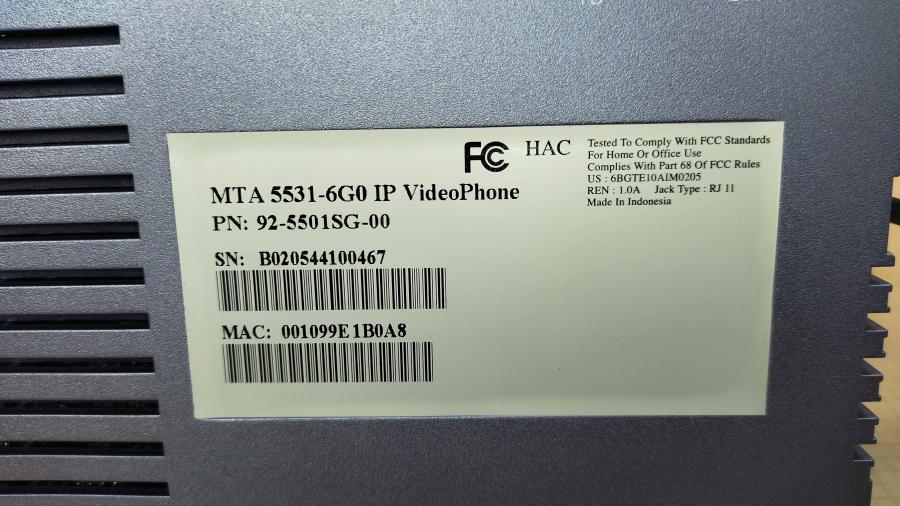 FCC HAC
Tested To Comply With FCC Standards
For Home Or Office Use
Complies With Part 68 Of FCC Rules
US : 6BGTE10AIM0205
REN : 1.0A Jack Type : RJ 11
Made In Indonesia
MTA 5531-6G0 IP VideoPhone
PN: 92-5501SG-00
SN: B020544100467
MAC: 001099E1B0A8